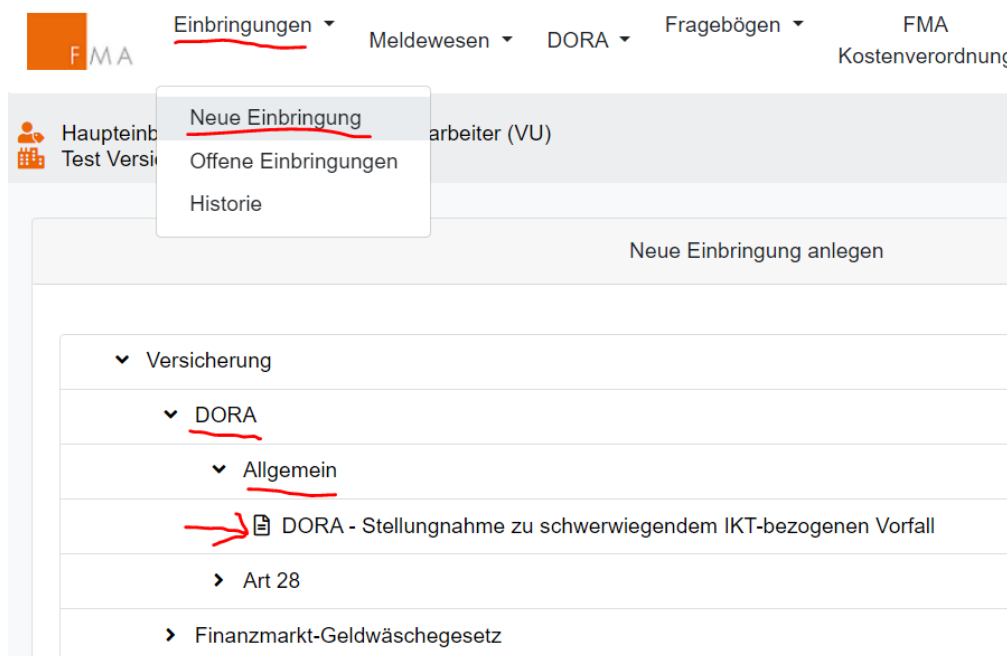 FMA
Einbringungen
Meldewesen
DORA
Fragebögen
FMA
Kostenverordnung
Neue Einbringung
Offene Einbringungen
Historie
Haupteinb arbeiter (VU)
Test Versi
Neue Einbringung anlegen
Versicherung
DORA
Allgemein
DORA - Stellungnahme zu schwerwiegendem IKT-bezogenen Vorfall
Art 28
Finanzmarkt-Geldwäschegesetz